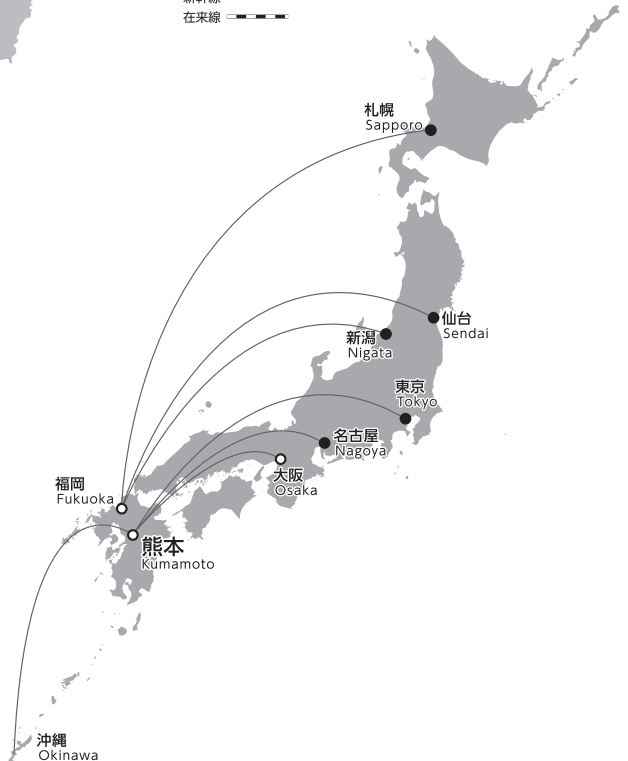 在来線
札幌
Sapporo
仙台
Sendai
新潟
Nigata
東京
Tokyo
名古屋
Nagoya
大阪
Osaka
福岡
Fukuoka
熊本
Kumamoto
沖縄
Okinawa